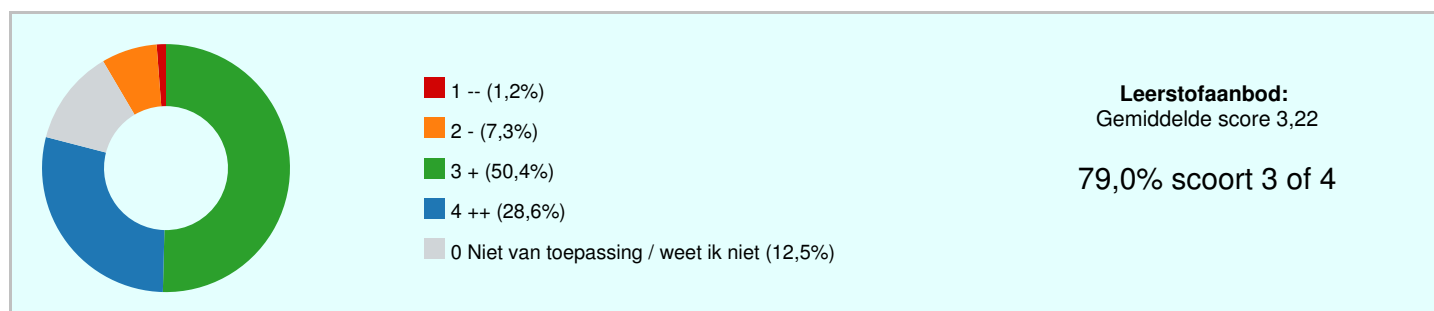 1 -- (1,2%)
2 - (7,3%)
3 + (50,4%)
4 ++ (28,6%)
0 Niet van toepassing / weet ik niet (12,5%)
Leerstofaanbod:
Gemiddelde score 3,22
79,0% scoort 3 of 4